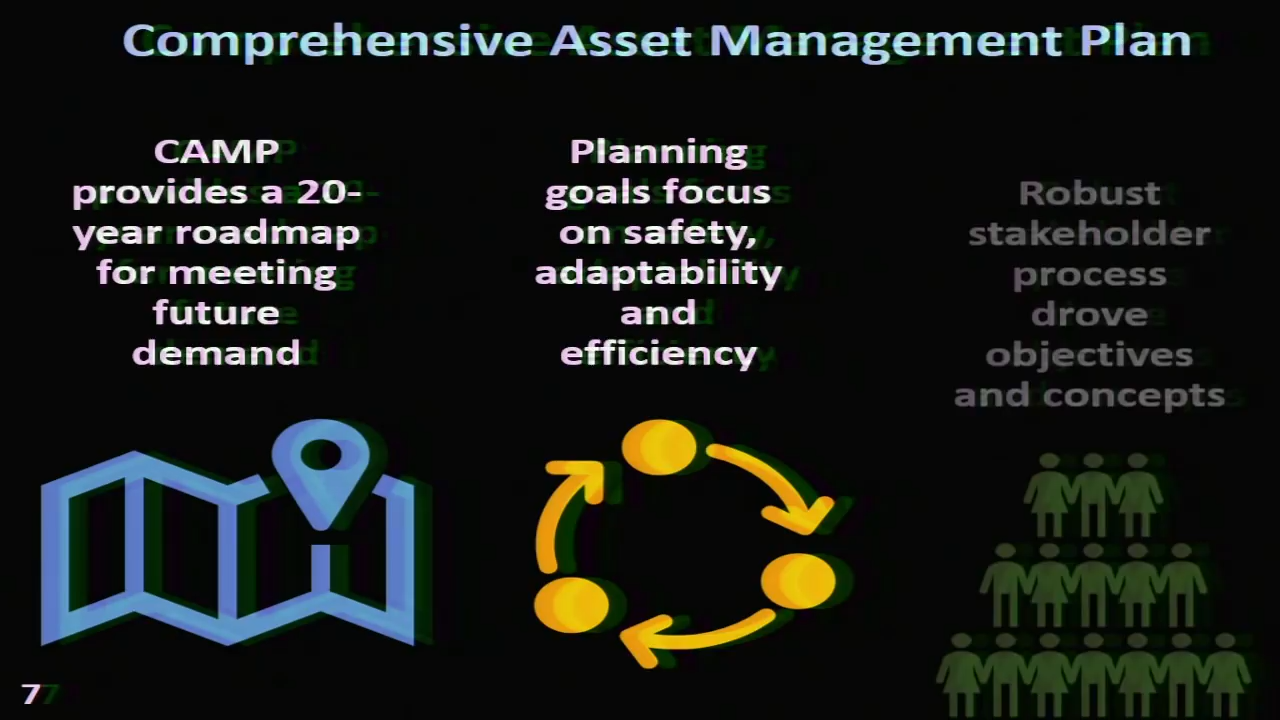 Comprehensive Asset Management Plan
CAMP
provides a 20-
year roadmap
for meeting
future
demand
Planning
goals focus
on safety,
adaptability
and
efficiency
Robust
stakeholder
process
drove
objectives
and concepts
7